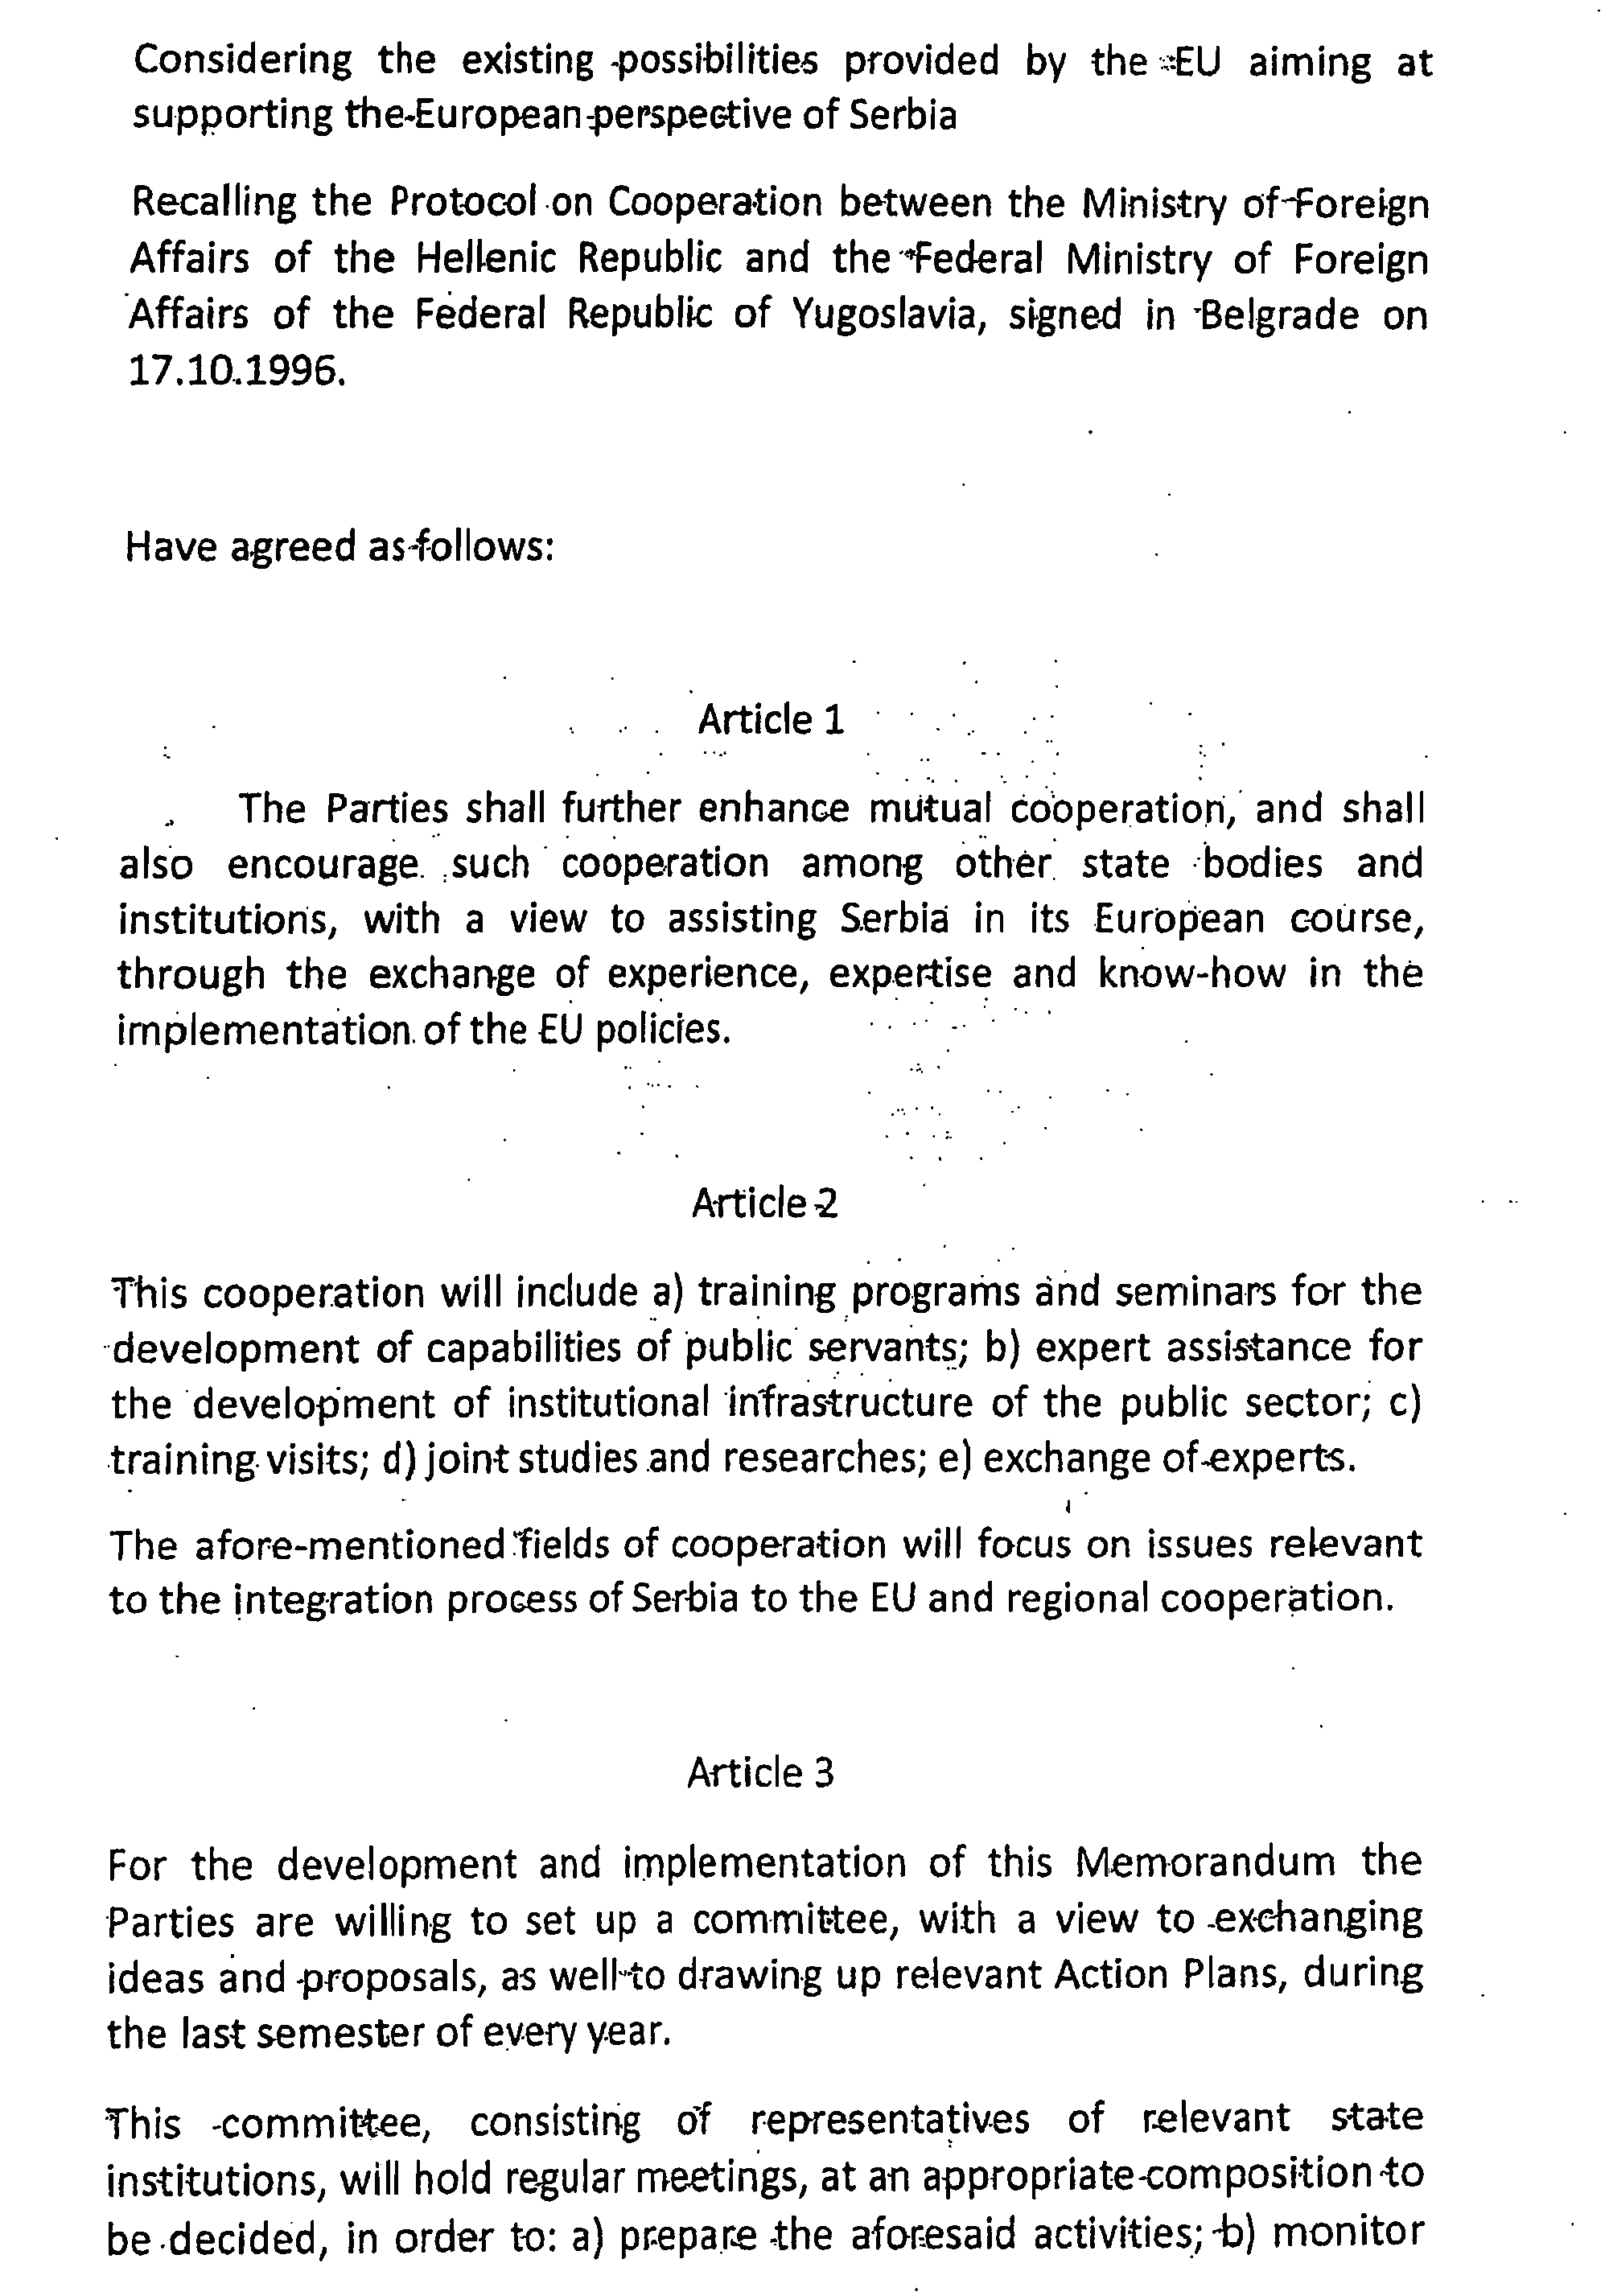 Considering the existing possibilities provided by the EU aiming at
supporting the European perspective of Serbia
Recalling the Protocol on Cooperation between the Ministry of Foreign
Affairs of the Hellenic Republic and the Federal Ministry of Foreign
Affairs of the Federal Republic of Yugoslavia, signed in Belgrade on
17.10.1996.
Have agreed as follows:
Article 1
The Parties shall further enhance mutual cooperation, and shall
also encourage such cooperation among other state bodies and
institutions, with a view to assisting Serbia in its European course,
through the exchange of experience, expertise and know-how in the
implementation of the EU policies.
Article 2
This cooperation will include a) training programs and seminars for the
development of capabilities of public servants; b) expert assistance for
the development of institutional infrastructure of the public sector; c)
training visits; d) joint studies and researches; e) exchange of experts.
The afore-mentioned fields of cooperation will focus on issues relevant
to the integration process of Serbia to the EU and regional cooperation.
Article 3
For the development and implementation of this Memorandum the
Parties are willing to set up a committee, with a view to exchanging
ideas and proposals, as well to drawing up relevant Action Plans, during
the last semester of every year.
This committee, consisting of representatives of relevant state
institutions, will hold regular meetings, at an appropriate composition to
be decided, in order to: a) prepare the aforesaid activities; b) monitor